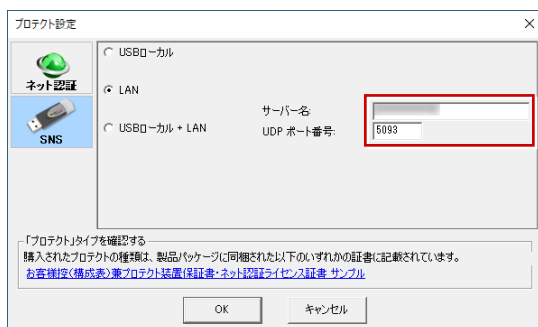 プロテクト設定
ネット認証
SNS
USBローカル
LAN
USBローカル + LAN
サーバー名:
UDP ポート番号:
5093
「プロテクト」タイプを確認する
購入されたプロテクトの種類は、製品パッケージに同梱された以下のいずれかの証書に記載されています。
お客様控(構成表)兼プロテクト装置保証書・ネット認証ライセンス証書 サンプル
OK
キャンセル